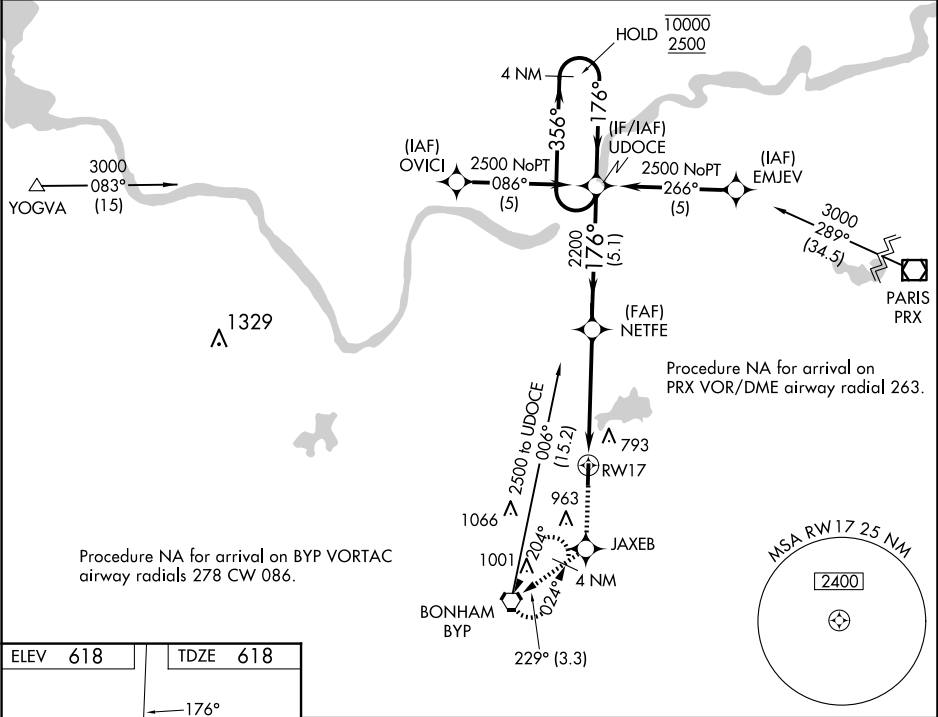 HOLD 10000
2500
4 NM
356°
176°
(IF/IAF)
UDOCE
(IAF)
OVICI
2500 NoPT
086°
(5)
2500 NoPT
266°
(5)
(IAF)
EMJEV
3000
083°
(15)
YOGVA
3000
289°
(34.5)
PARIS
PRX
2200
176°
(5.1)
(FAF)
NETFE
1329
Procedure NA for arrival on
PRX VOR/DME airway radial 263.
2500 to UDOCE
006°
(15.2)
793
RW17
963
1066
1001
204°
JAXEB
4 NM
024°
BONHAM
BYP
229° (3.3)
Procedure NA for arrival on BYP VORTAC
airway radials 278 CW 086.
MSA RW17 25 NM
2400
ELEV 618
TDZE 618
176°